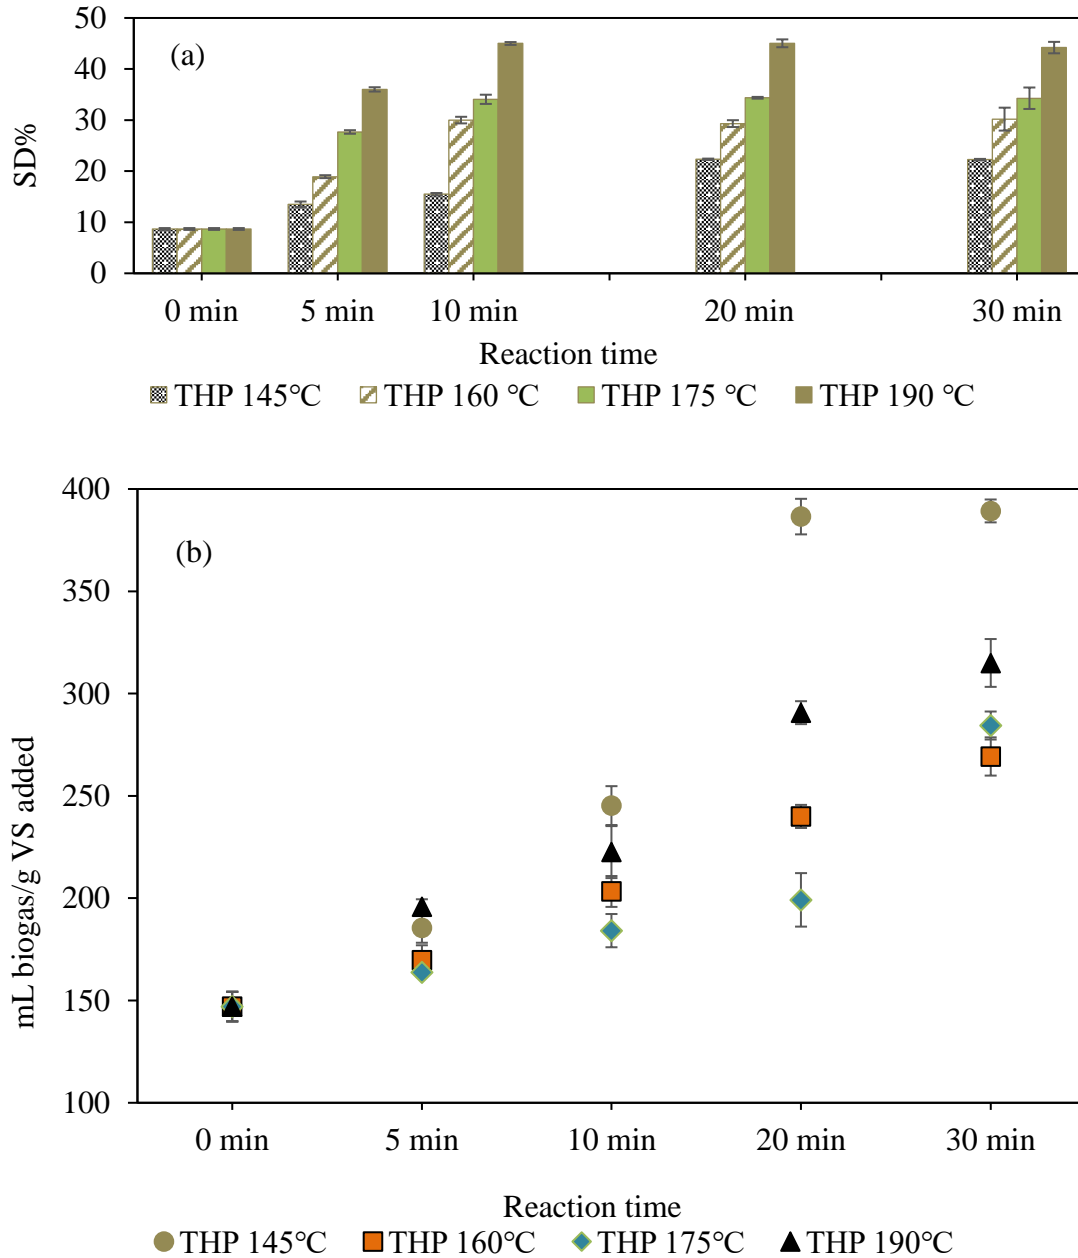 50
40
30
20
10
0
SD%
(a)
0 min 5 min 10 min 20 min 30 min
Reaction time
THP 145℃ THP 160 ℃ THP 175 ℃ THP 190 ℃
400
350
300
250
200
150
100
mL biogas/g VS added
(b)
0 min 5 min 10 min 20 min 30 min
Reaction time
THP 145℃ THP 160℃ THP 175℃ THP 190℃